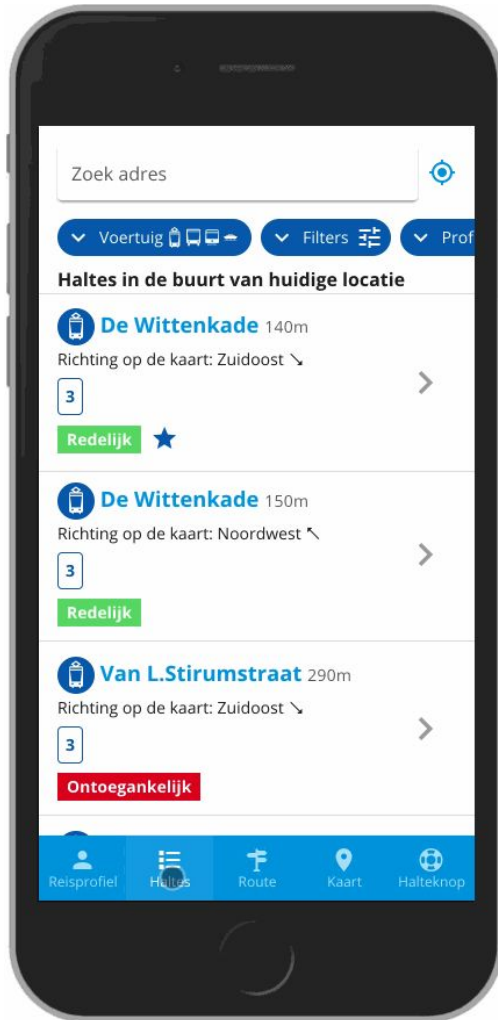 Zoek adres
Voertuig
Filters
Prof
Haltes in de buurt van huidige locatie
De Wittenkade 140m
Richting op de kaart: Zuidoost ↘
3
Redelijk
De Wittenkade 150m
Richting op de kaart: Noordwest ↖
3
Redelijk
Van L.Stirumstraat 290m
Richting op de kaart: Zuidoost ↘
3
Ontoegankelijk
Reisprofiel
Haltes
Route
Kaart
Halteknop